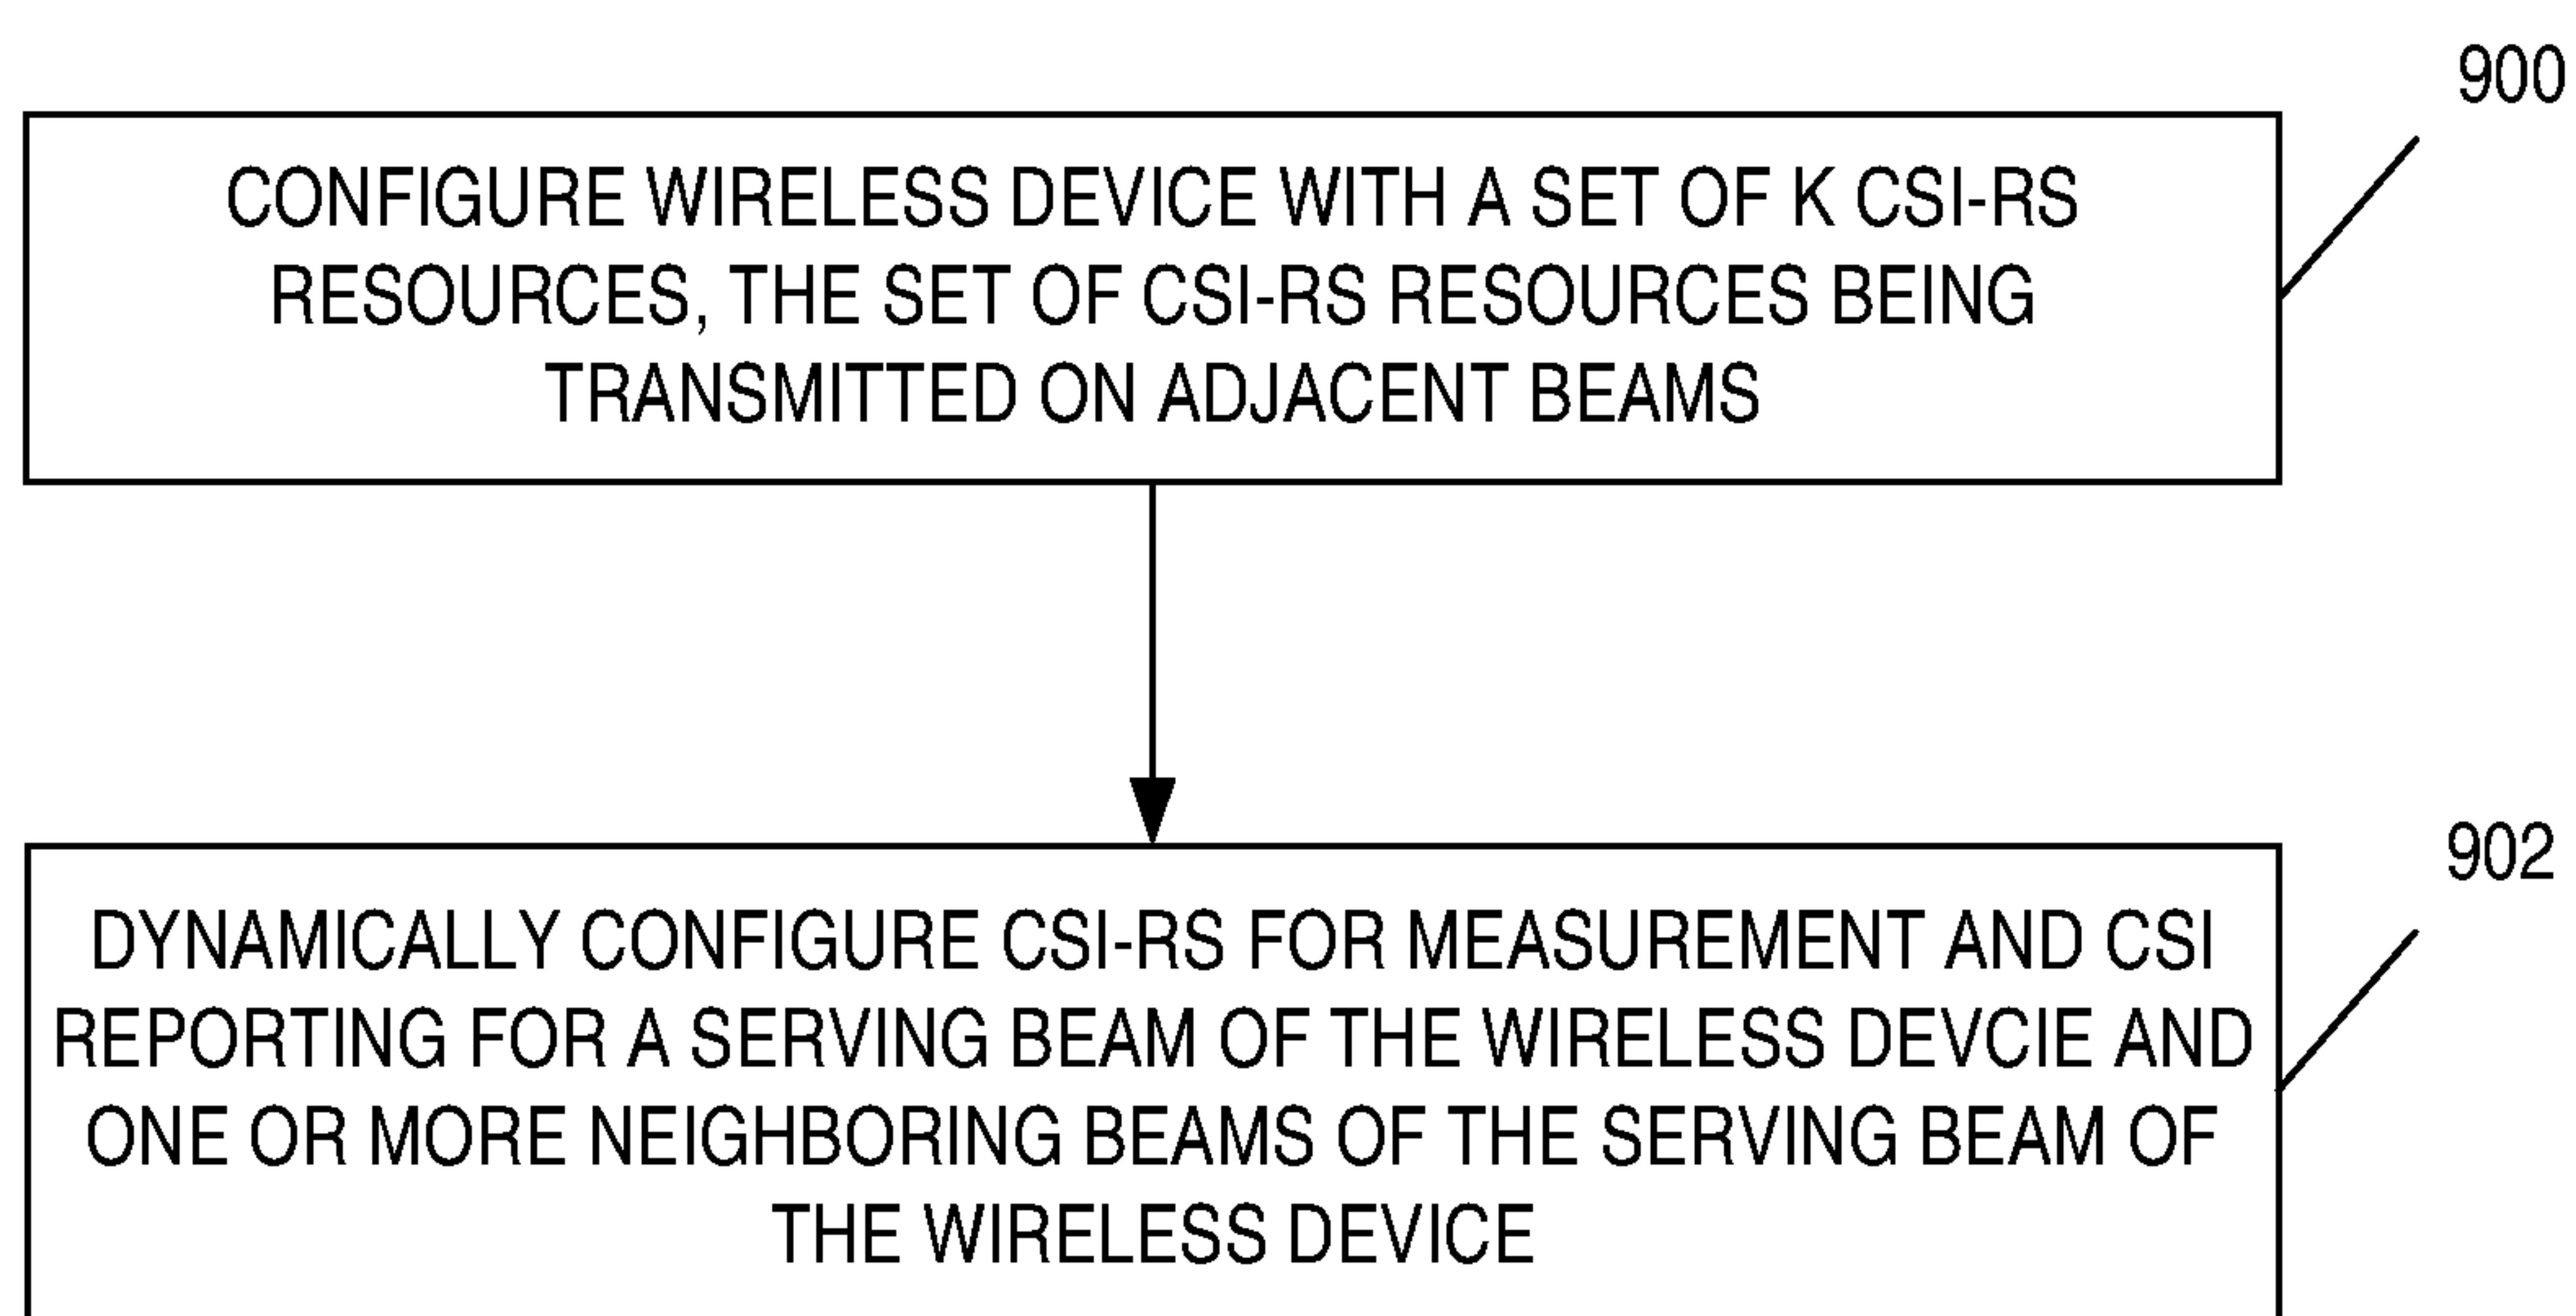 900
CONFIGURE WIRELESS DEVICE WITH A SET OF K CSI-RS
RESOURCES, THE SET OF CSI-RS RESOURCES BEING
TRANSMITTED ON ADJACENT BEAMS
902
DYNAMICALLY CONFIGURE CSI-RS FOR MEASUREMENT AND CSI
REPORTING FOR A SERVING BEAM OF THE WIRELESS DEVCIE AND
ONE OR MORE NEIGHBORING BEAMS OF THE SERVING BEAM OF
THE WIRELESS DEVICE